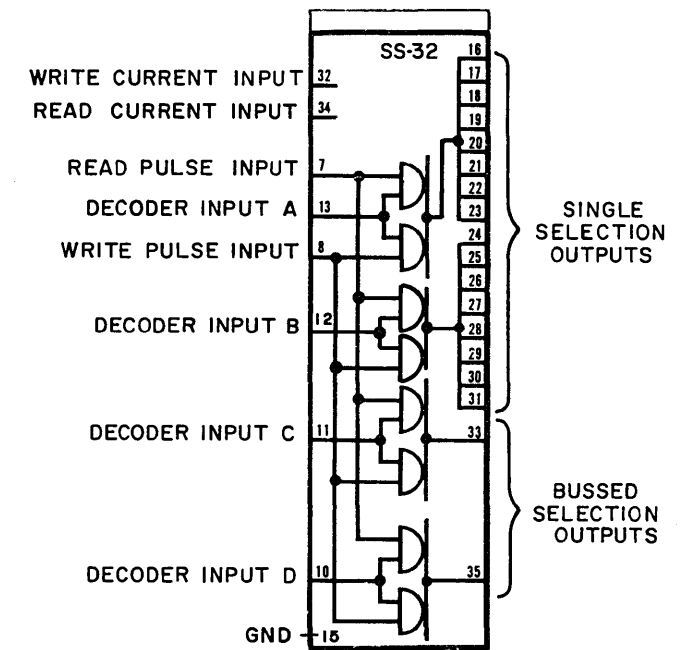 SS-32
WRITE CURRENT INPUT 32
READ CURRENT INPUT 34
READ PULSE INPUT 7
DECODER INPUT A 13
WRITE PULSE INPUT 8
DECODER INPUT B 12
DECODER INPUT C 11
DECODER INPUT D 10
GND 15
16
17
18
19
20
21
22
23
24
25
26
27
28
29
30
31
33
35
SINGLE
SELECTION
OUTPUTS
BUSSED
SELECTION
OUTPUTS